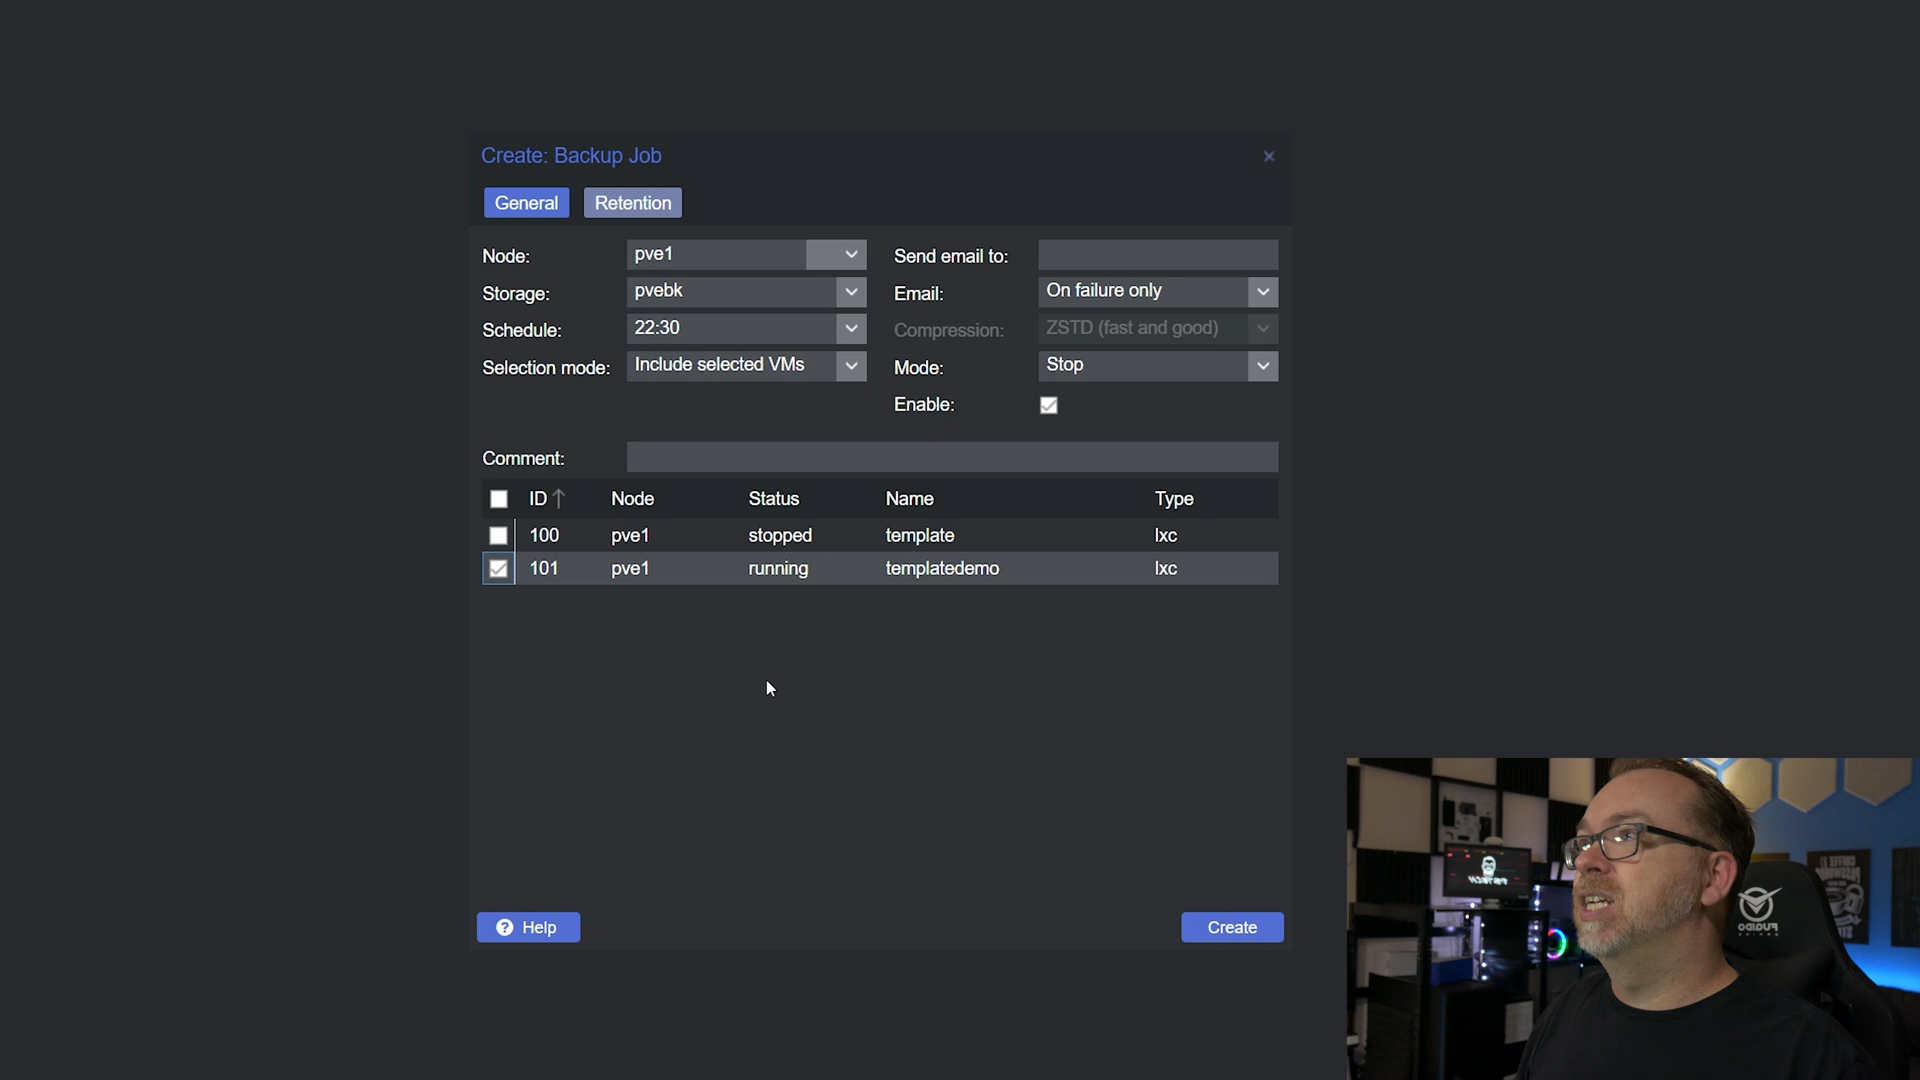 Create: Backup Job
General
Retention
Node:
pve1
Send email to:
Storage:
pvebk
Email:
On failure only
Schedule:
22:30
Compression:
ZSTD (fast and good)
Selection mode:
Include selected VMs
Mode:
Stop
Enable:
Comment:
ID Node Status Name Type
100 pve1 stopped template lxc
101 pve1 running templatedemo lxc
Help
Create
COFFEE